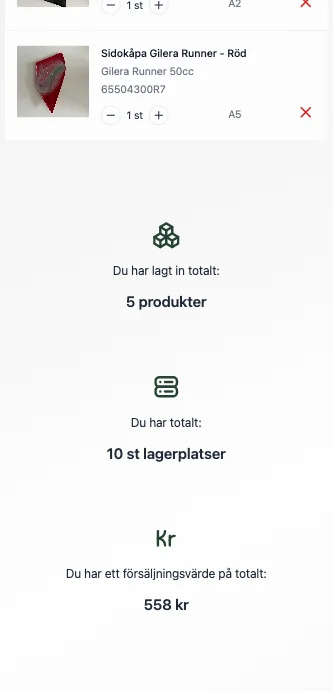 1 st
A2
Sidokåpa Gilera Runner - Röd
Gilera Runner 50cc
65504300R7
1 st
A5
Du har lagt in totalt:
5 produkter
Du har totalt:
10 st lagerplatser
Kr
Du har ett försäljningsvärde på totalt:
558 kr